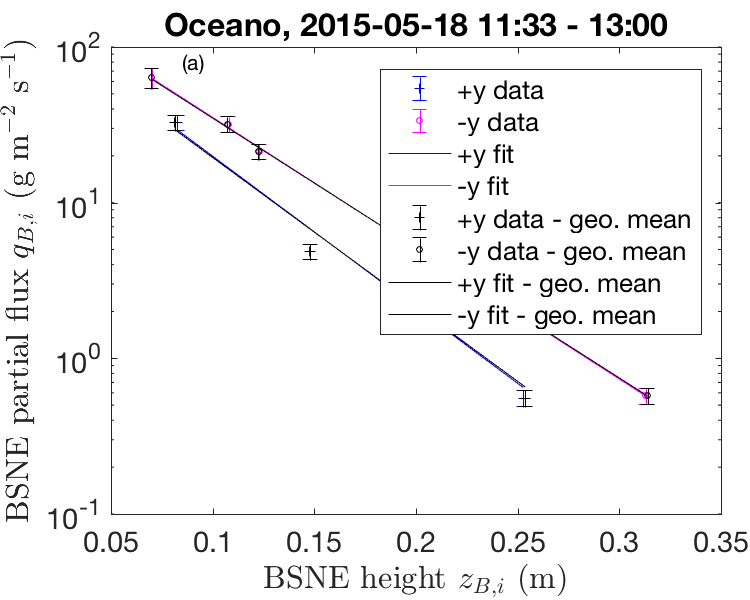 Oceano, 2015-05-18 11:33 - 13:00
(a)
+y data
-y data
+y fit
-y fit
+y data - geo. mean
-y data - geo. mean
+y fit - geo. mean
-y fit - geo. mean
BSNE partial flux q_{B,i} (g m^{-2} s^{-1})
10^2
10^1
10^0
10^{-1}
0.05 0.1 0.15 0.2 0.25 0.3 0.35
BSNE height z_{B,i} (m)